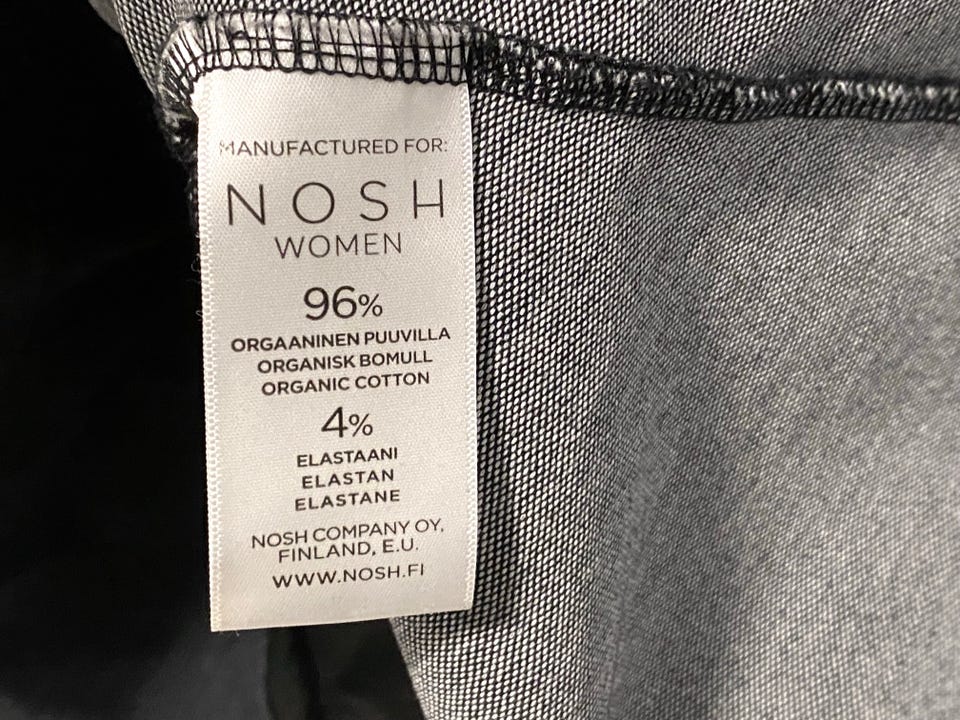 MANUFACTURED FOR:
NOSH
WOMEN
96%
ORGAANINEN PUUVILLA
ORGANISK BOMULL
ORGANIC COTTON
4%
ELASTAANI
ELASTAN
ELASTANE
NOSH COMPANY OY,
FINLAND, E.U.
WWW.NOSH.FI